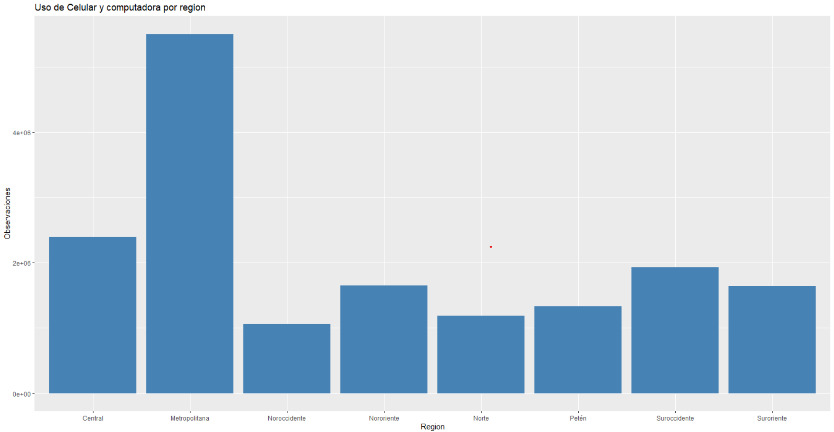 Uso de Celular y computadora por region
Observaciones
4e+06
2e+06
0e+00
Central Metropolitana Noroccidente Nororiente Norte Petén Suroccidente Suroriente
Region